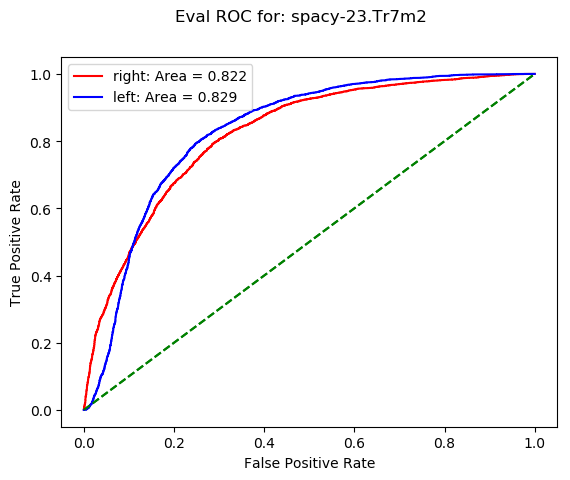 Eval ROC for: spacy-23.Tr7m2
right: Area = 0.822
left: Area = 0.829
True Positive Rate
1.0
0.8
0.6
0.4
0.2
0.0
0.0 0.2 0.4 0.6 0.8 1.0
False Positive Rate